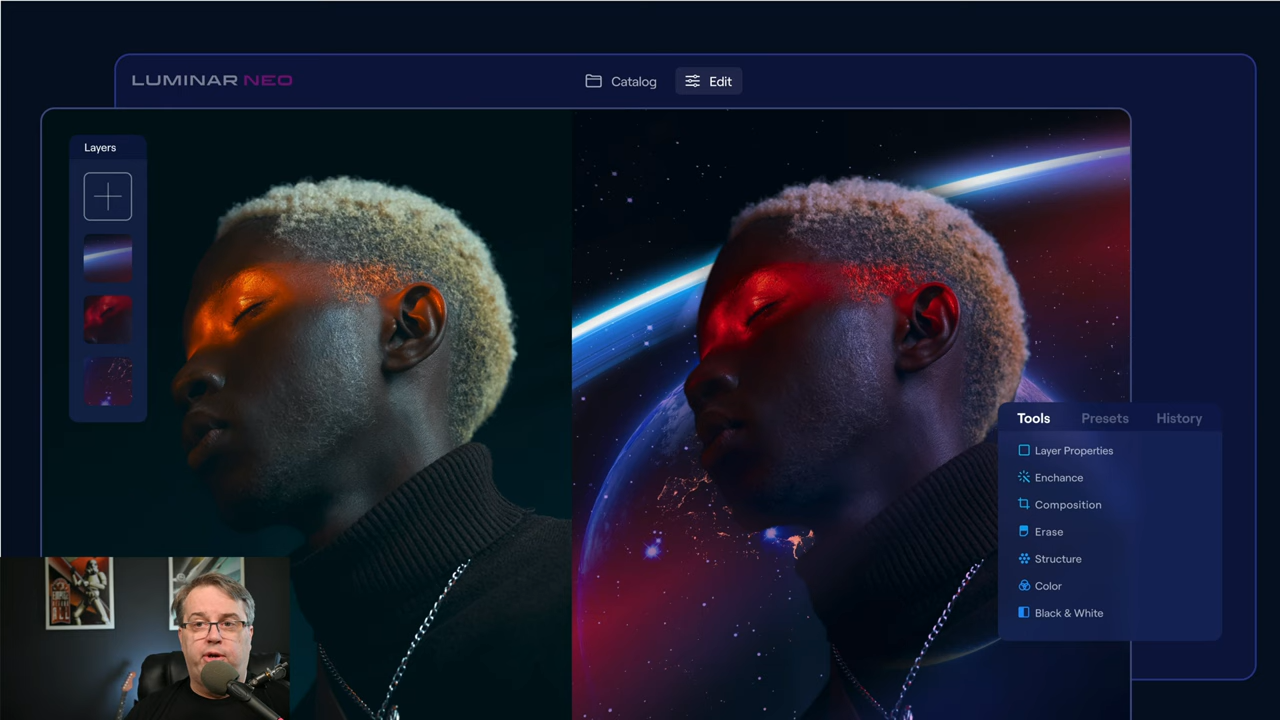 LUMINAR NEO
Catalog
Edit
Layers
Tools
Presets
History
Layer Properties
Enchance
Composition
Erase
Structure
Color
Black & White